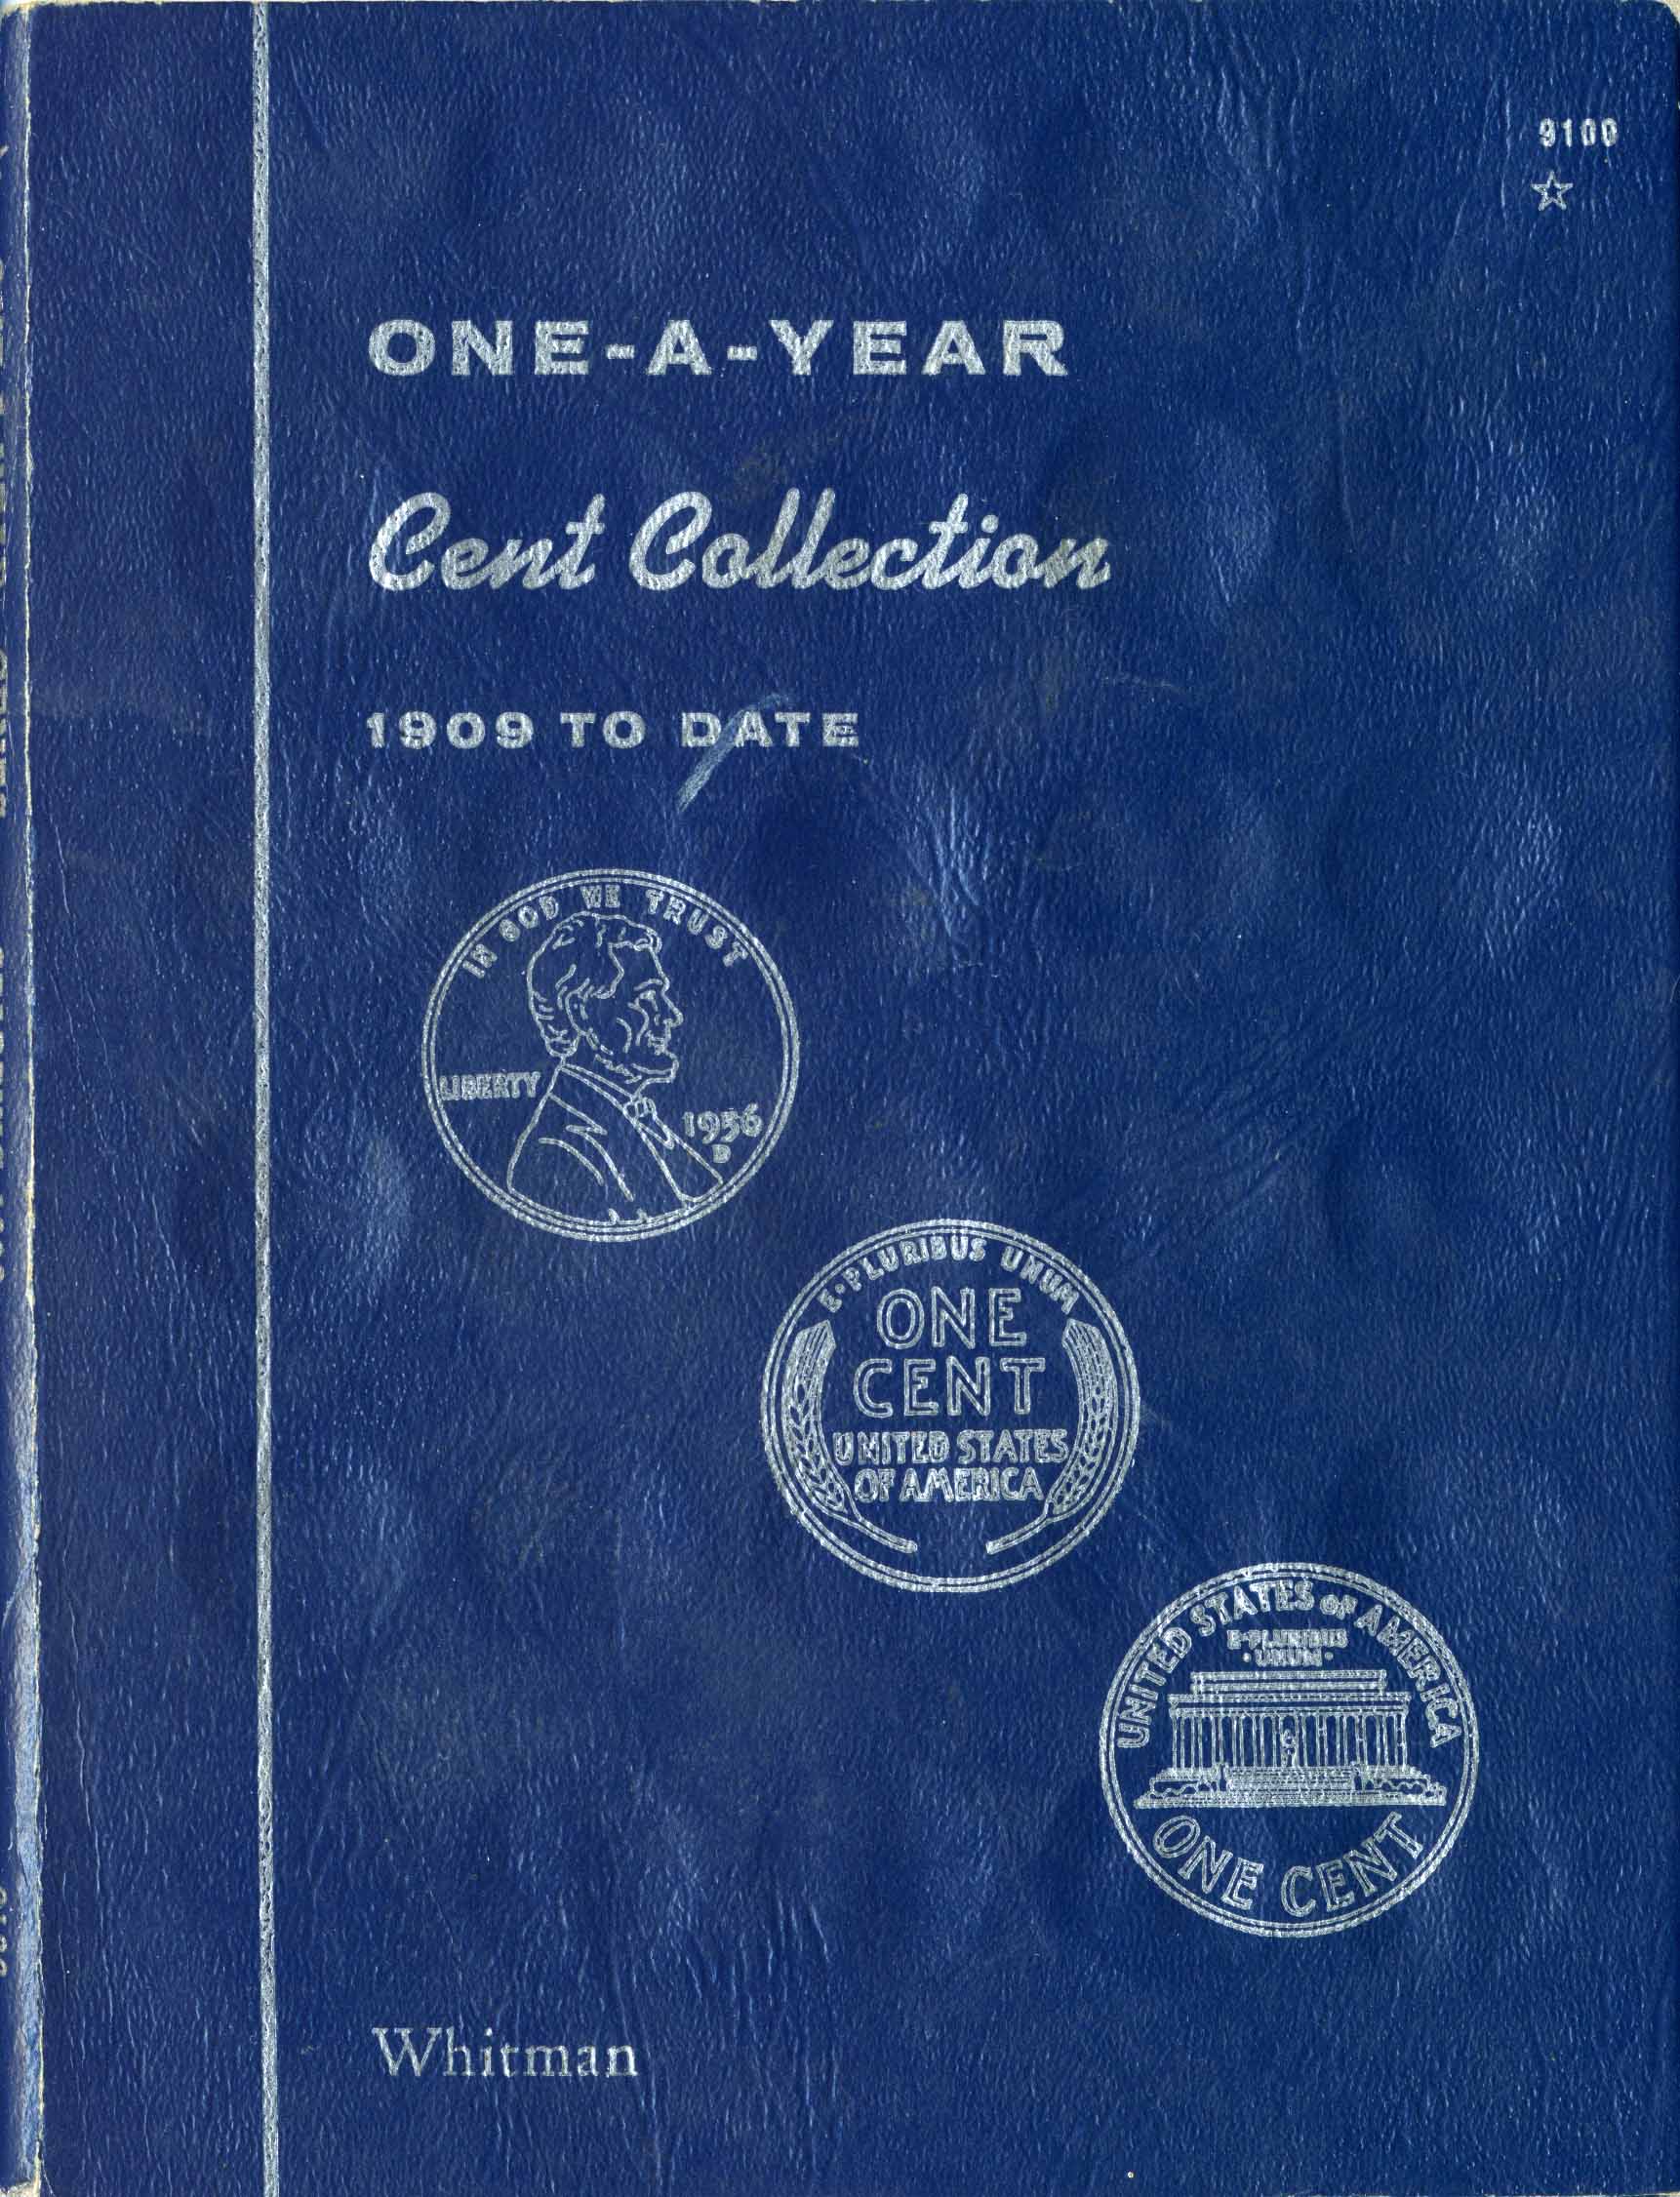 9100
ONE-A-YEAR
Cent Collection
1909 TO DATE
IN GOD WE TRUST
LIBERTY
1956
D
E·PLURIBUS UNUM
ONE
CENT
UNITED STATES
OF AMERICA
UNITED STATES OF AMERICA
E·PLURIBUS
·UNUM·
ONE CENT
Whitman